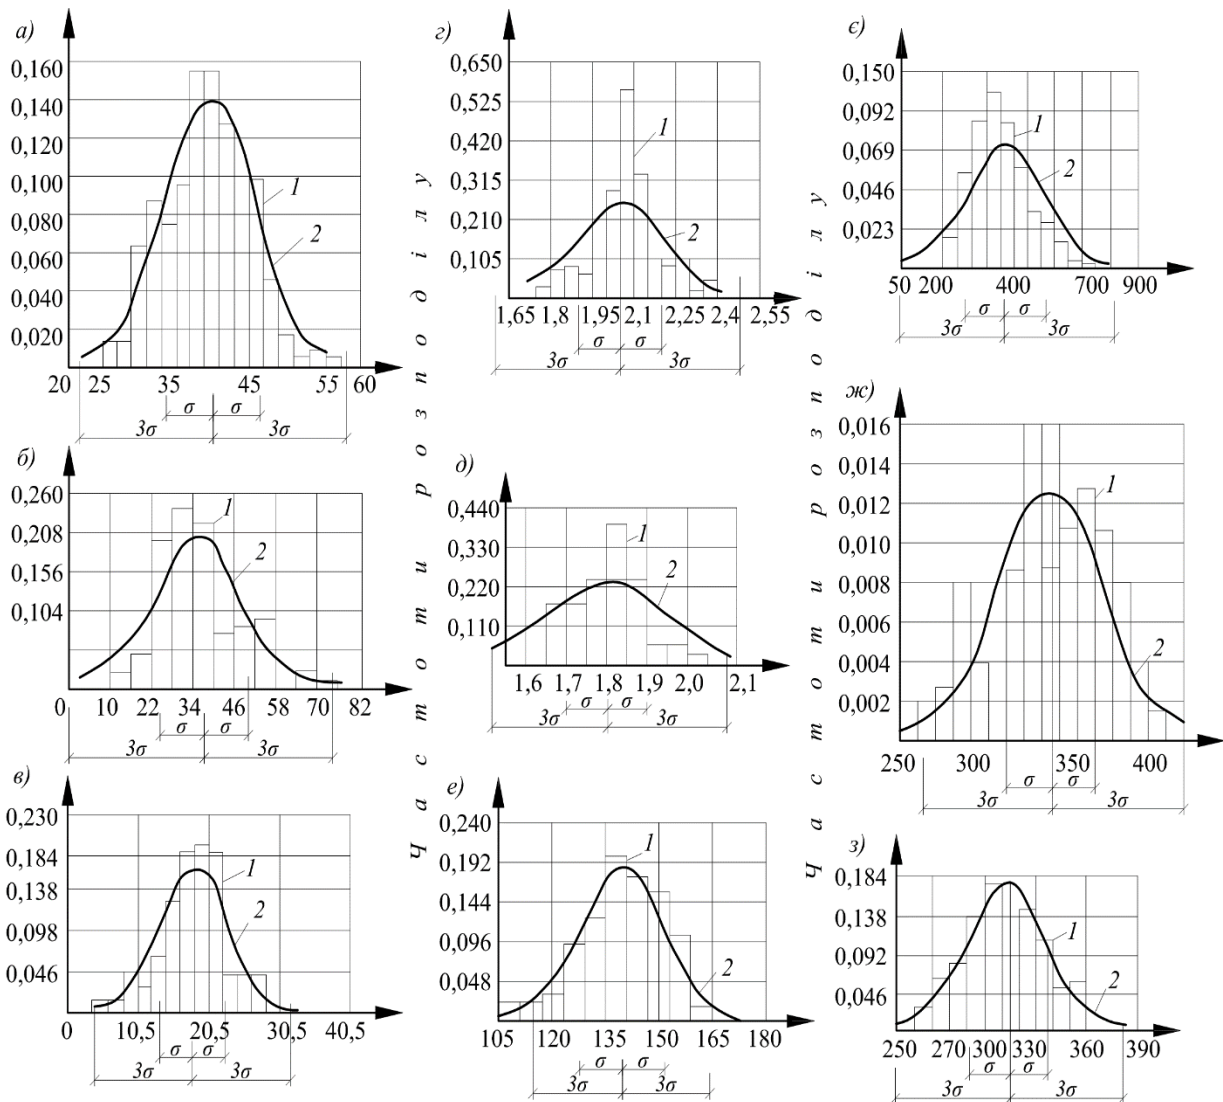 а)
0,160
0,140
0,120
0,100
0,080
0,060
0,040
0,020
1
2
20 25 35 45 55 60
σ σ
3σ 3σ
б)
0,260
0,208
0,156
0,104
1
2
0 10 22 34 46 58 70 82
σ σ
3σ 3σ
в)
0,230
0,184
0,138
0,098
0,046
1
2
0 10,5 20,5 30,5 40,5
σ σ
3σ 3σ
Частоти розподілу
г)
0,650
0,525
0,420
0,315
0,210
0,105
1
2
1,65 1,8 1,95 2,1 2,25 2,4 2,55
σ σ
3σ 3σ
д)
0,440
0,330
0,220
0,110
1
2
1,6 1,7 1,8 1,9 2,0 2,1
σ σ
3σ 3σ
е)
0,240
0,192
0,144
0,096
0,048
1
2
105 120 135 150 165 180
σ σ
3σ 3σ
Частоти розподілу
є)
0,150
0,092
0,069
0,046
0,023
1
2
50 200 400 700 900
σ σ
3σ 3σ
ж)
0,016
0,014
0,012
0,010
0,008
0,006
0,004
0,002
1
2
250 300 350 400
σ σ
3σ 3σ
з)
0,184
0,138
0,092
0,046
1
2
250 270 300 330 360 390
σ σ
3σ 3σ